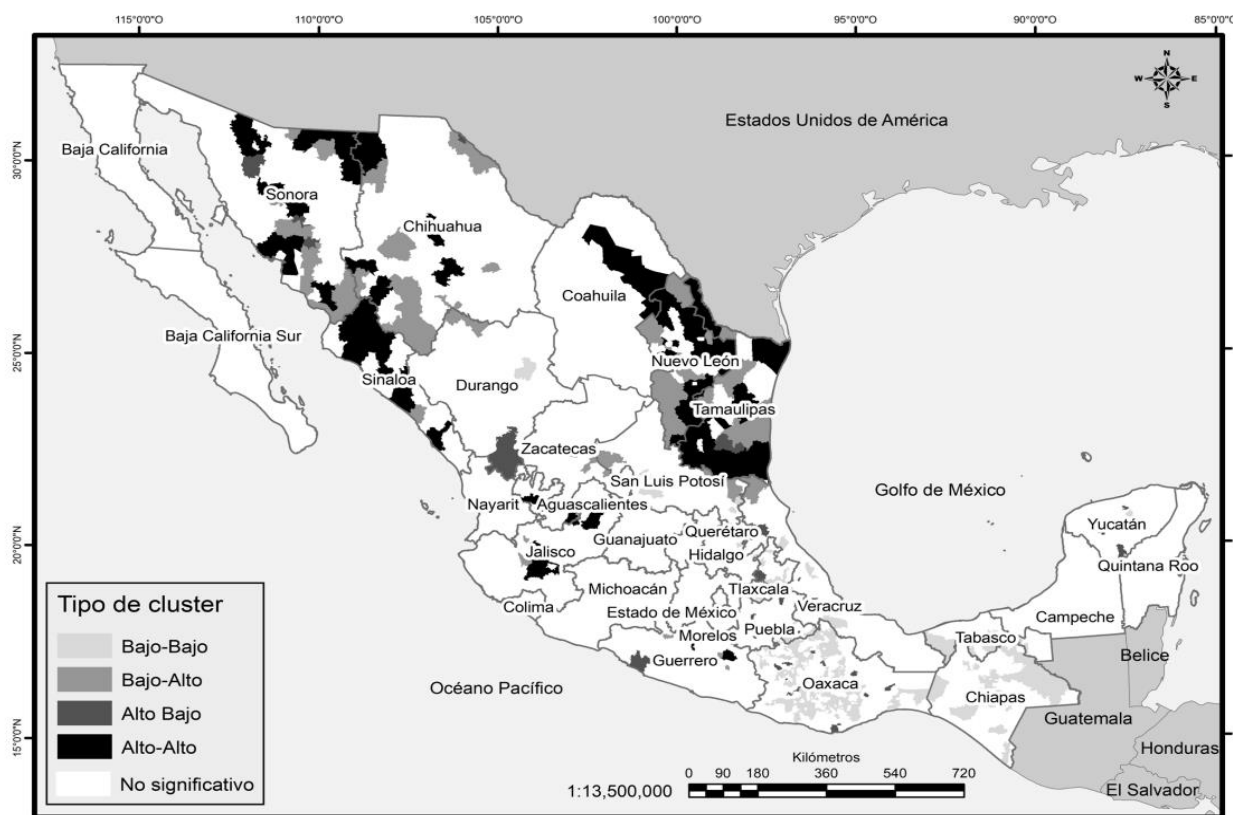 115°0'0"O
110°0'0"O
105°0'0"O
100°0'0"O
95°0'0"O
90°0'0"O
85°0'0"O
N
W
E
S
Estados Unidos de América
Baja California
30°0'0"N
Sonora
Chihuahua
Coahuila
Baja California Sur
25°0'0"N
Nuevo León
Sinaloa
Durango
Tamaulipas
Zacatecas
San Luis Potosí
Golfo de México
Nayarit
Aguascalientes
Yucatán
20°0'0"N
Querétaro
Guanajuato
Hidalgo
Jalisco
Quintana Roo
Michoacán
Tlaxcala
Colima
Estado de México
Veracruz
Campeche
Morelos
Puebla
Tabasco
Guerrero
Belice
Océano Pacífico
Oaxaca
Chiapas
Guatemala
15°0'0"N
Honduras
El Salvador
Tipo de cluster
Bajo-Bajo
Bajo-Alto
Alto Bajo
Alto-Alto
No significativo
Kilómetros
0 90 180 360 540 720
1:13,500,000